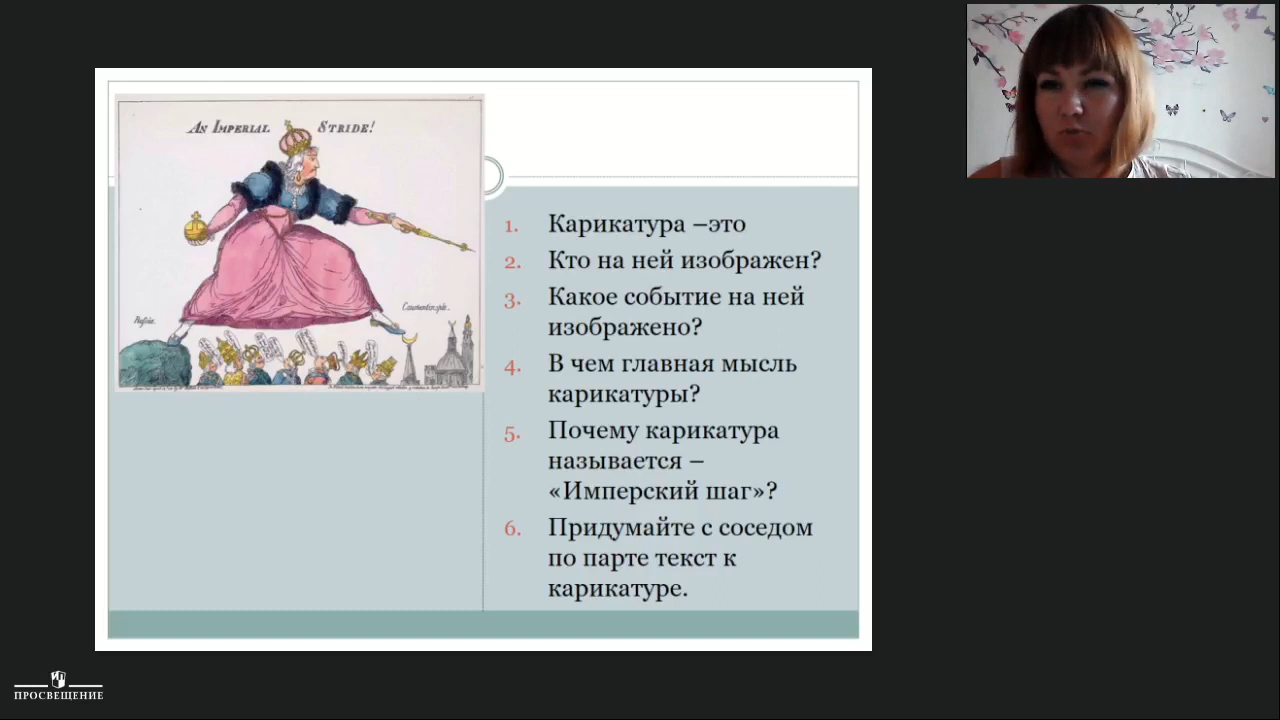 An Imperial Stride!
Russia.
Constantinople.
1. Карикатура –это
2. Кто на ней изображен?
3. Какое событие на ней
изображено?
4. В чем главная мысль
карикатуры?
5. Почему карикатура
называется –
«Имперский шаг»?
6. Придумайте с соседом
по парте текст к
карикатуре.
ПРОСВЕЩЕНИЕ